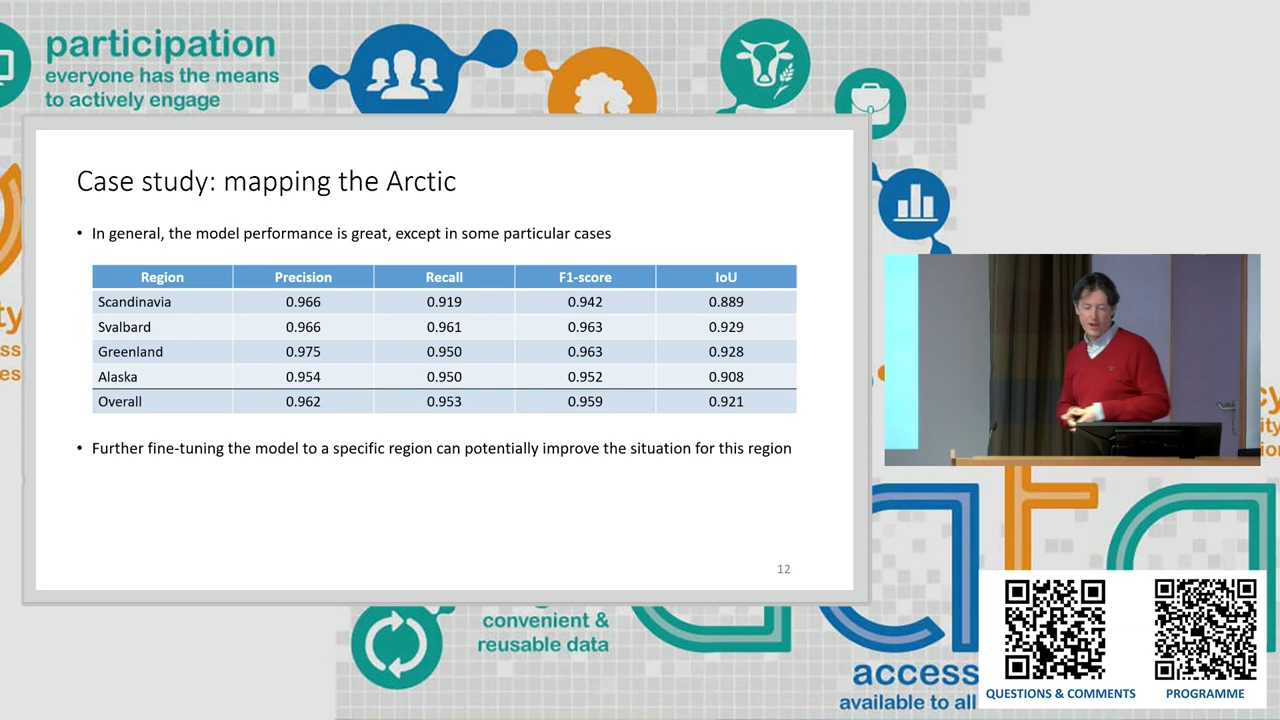 participation
everyone has the means
to actively engage
Case study: mapping the Arctic
• In general, the model performance is great, except in some particular cases
Region Precision Recall F1-score IoU
Scandinavia 0.966 0.919 0.942 0.889
Svalbard 0.966 0.961 0.963 0.929
Greenland 0.975 0.950 0.963 0.928
Alaska 0.954 0.950 0.952 0.908
Overall 0.962 0.953 0.959 0.921
• Further fine-tuning the model to a specific region can potentially improve the situation for this region
12
convenient &
reusable data
access
available to all
QUESTIONS & COMMENTS
PROGRAMME